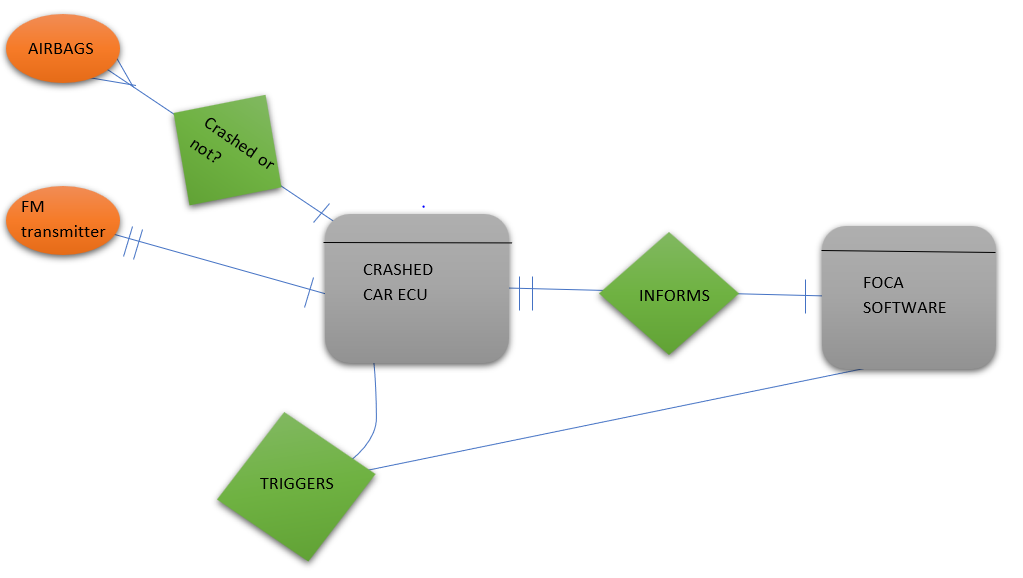 AIRBAGS
Crashed or
not?
FM
transmitter
CRASHED
CAR ECU
INFORMS
FOCA
SOFTWARE
TRIGGERS